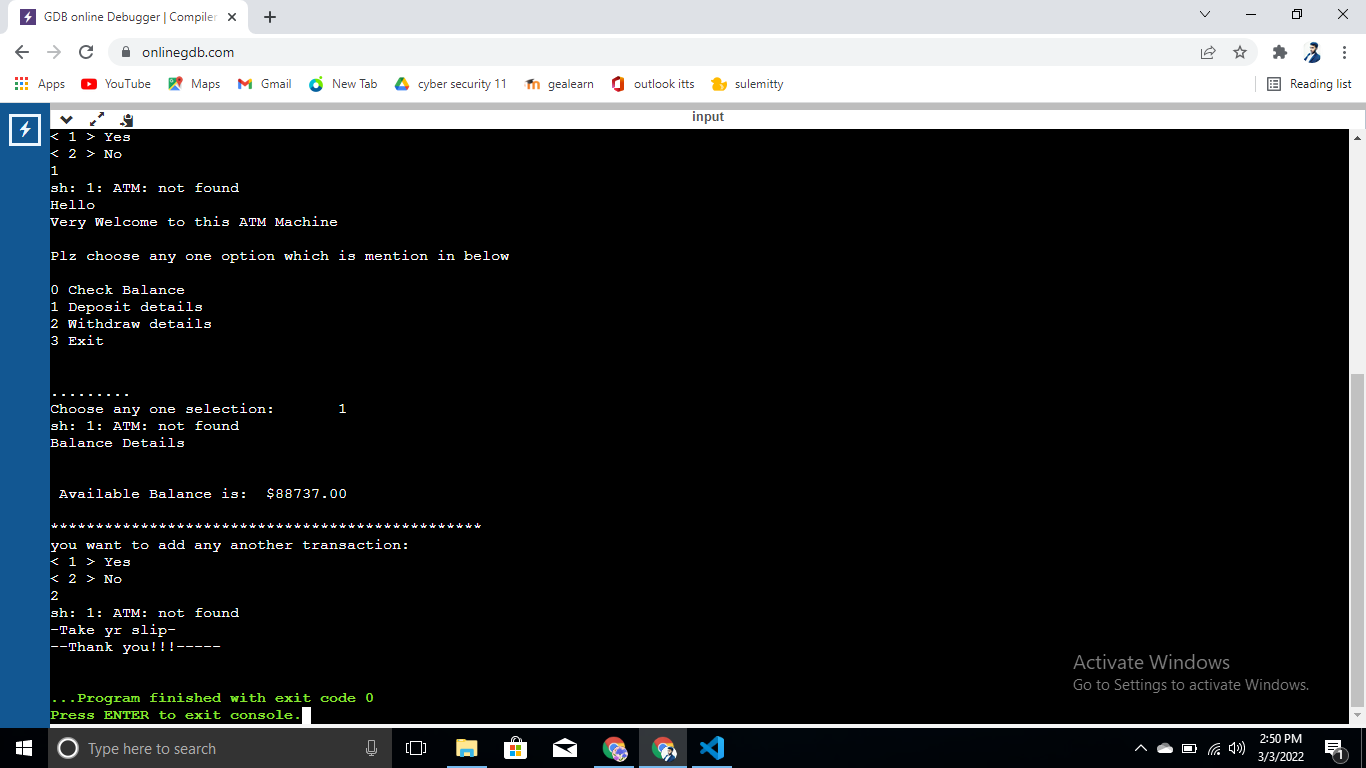 GDB online Debugger | Compiler
onlinegdb.com
Apps
YouTube
Maps
Gmail
New Tab
cyber security 11
gealearn
outlook itts
sulemitty
Reading list
input
< 1 > Yes
< 2 > No
1
sh: 1: ATM: not found
Hello
Very Welcome to this ATM Machine
Plz choose any one option which is mention in below
0 Check Balance
1 Deposit details
2 Withdraw details
3 Exit
.........
Choose any one selection: 1
sh: 1: ATM: not found
Balance Details
Available Balance is: $88737.00
************************************************
you want to add any another transaction:
< 1 > Yes
< 2 > No
2
sh: 1: ATM: not found
-Take yr slip-
--Thank you!!!-----
Activate Windows
Go to Settings to activate Windows.
...Program finished with exit code 0
Press ENTER to exit console.
Type here to search
2:50 PM
3/3/2022
1